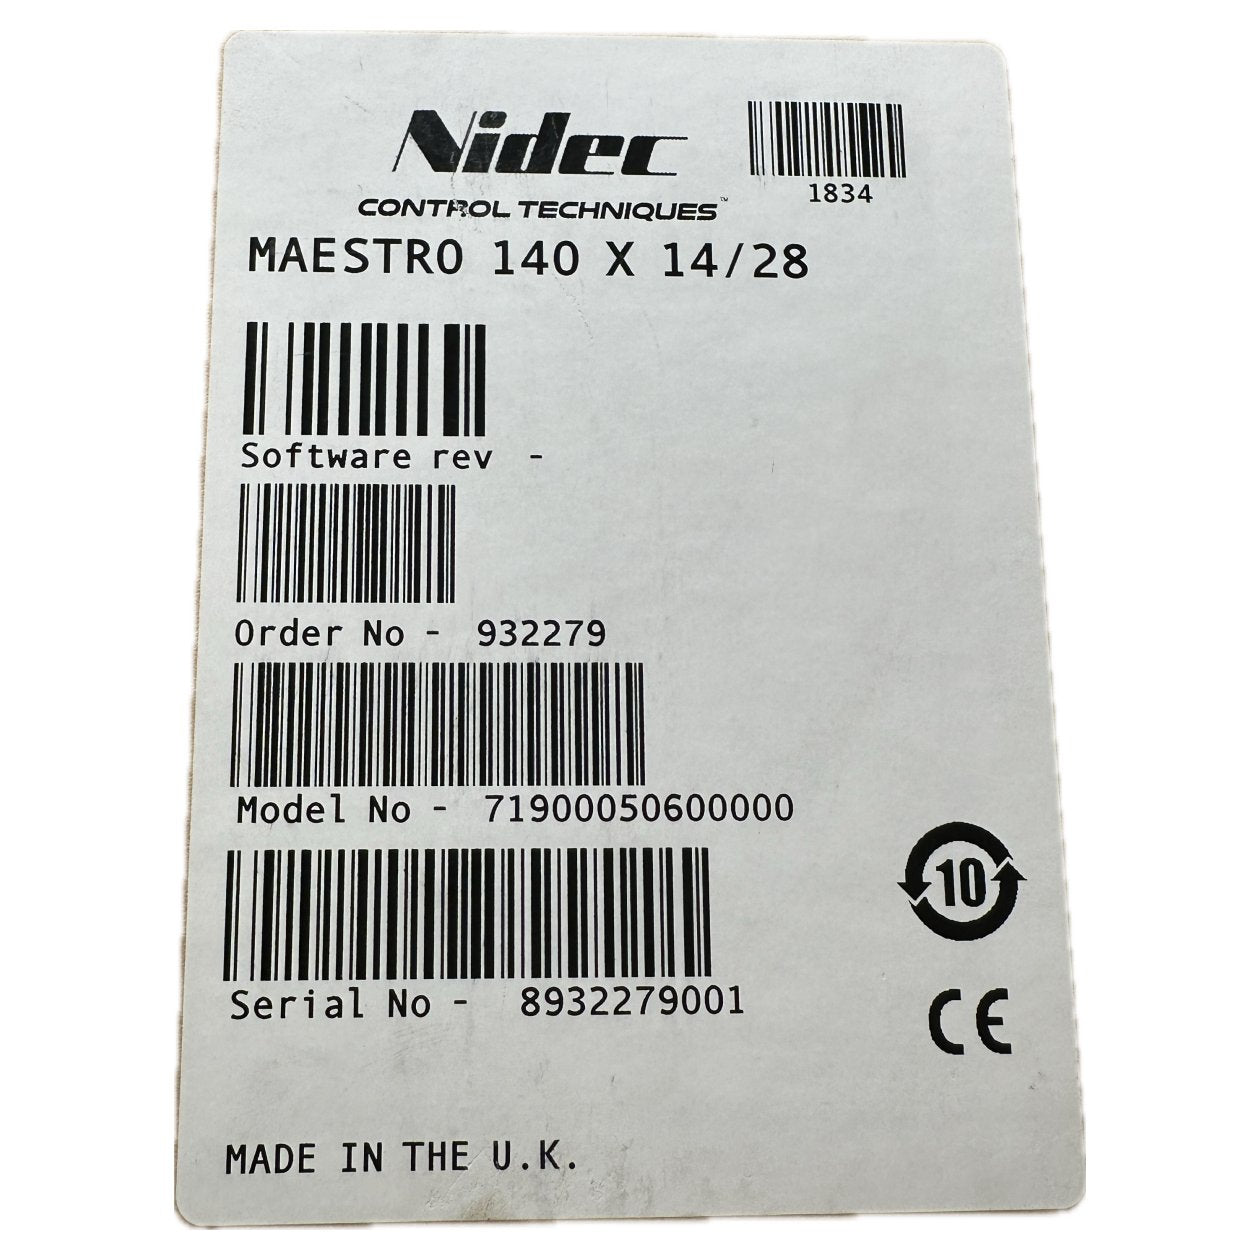 Nidec
1834
CONTROL TECHNIQUES™
MAESTRO 140 X 14/28
Software rev -
Order No - 932279
Model No - 71900050600000
10
Serial No - 8932279001
CE
MADE IN THE U.K.